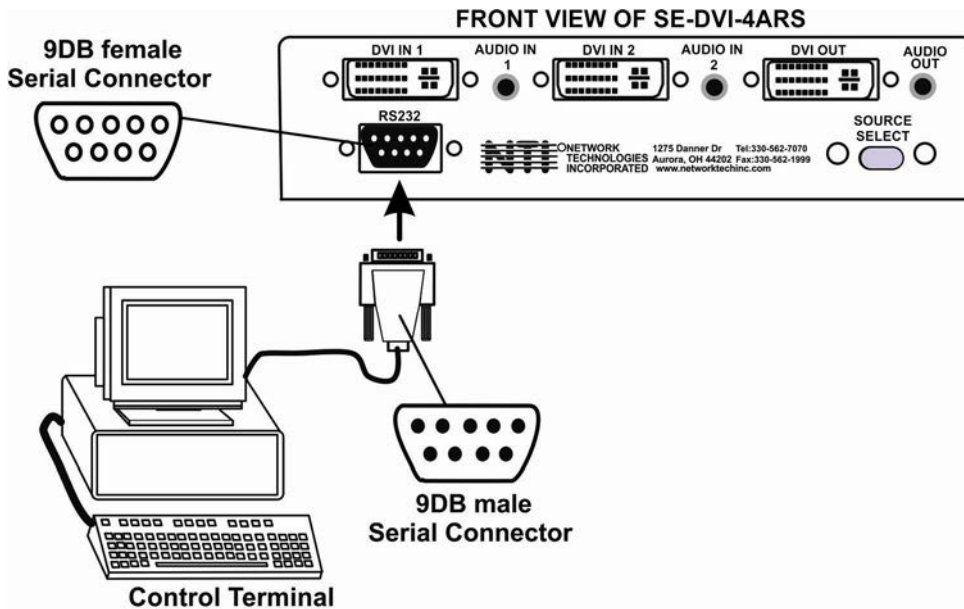 FRONT VIEW OF SE-DVI-4ARS
9DB female
Serial Connector
DVI IN 1
AUDIO IN
1
DVI IN 2
AUDIO IN
2
DVI OUT
AUDIO
OUT
RS232
SOURCE
SELECT
NTI
NETWORK
TECHNOLOGIES
INCORPORATED
1275 Danner Dr Tel:330-562-7070
Aurora, OH 44202 Fax:330-562-1999
www.networktechinc.com
9DB male
Serial Connector
Control Terminal